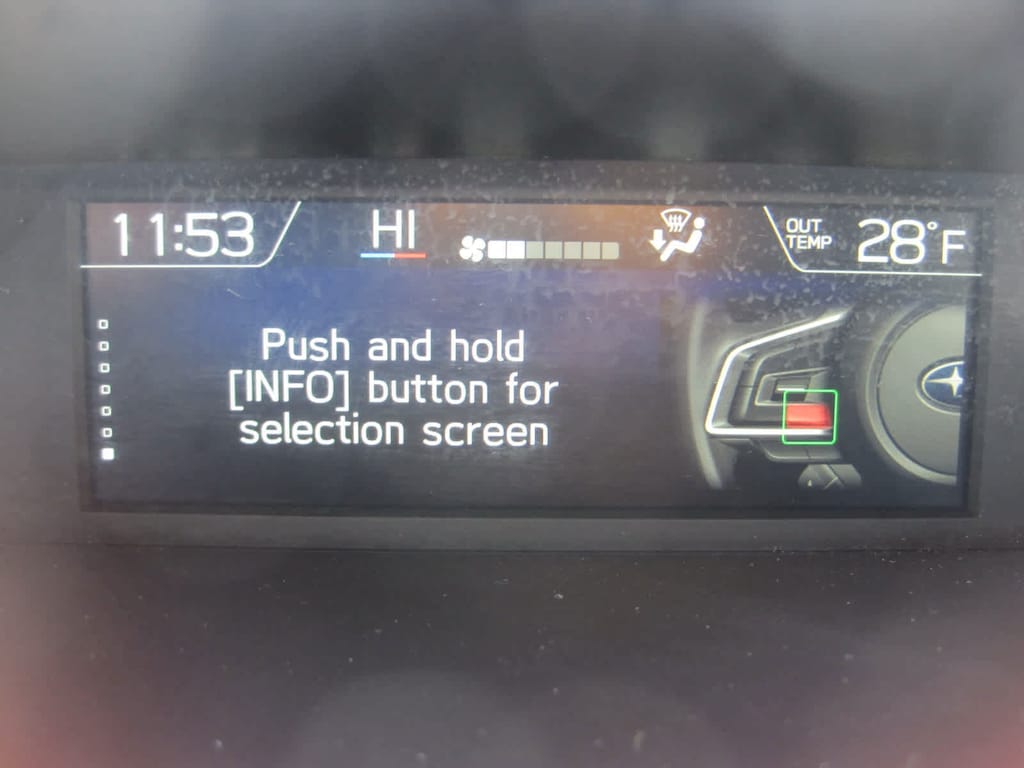 11:53
HI
OUT
TEMP
28°F
Push and hold
[INFO] button for
selection screen